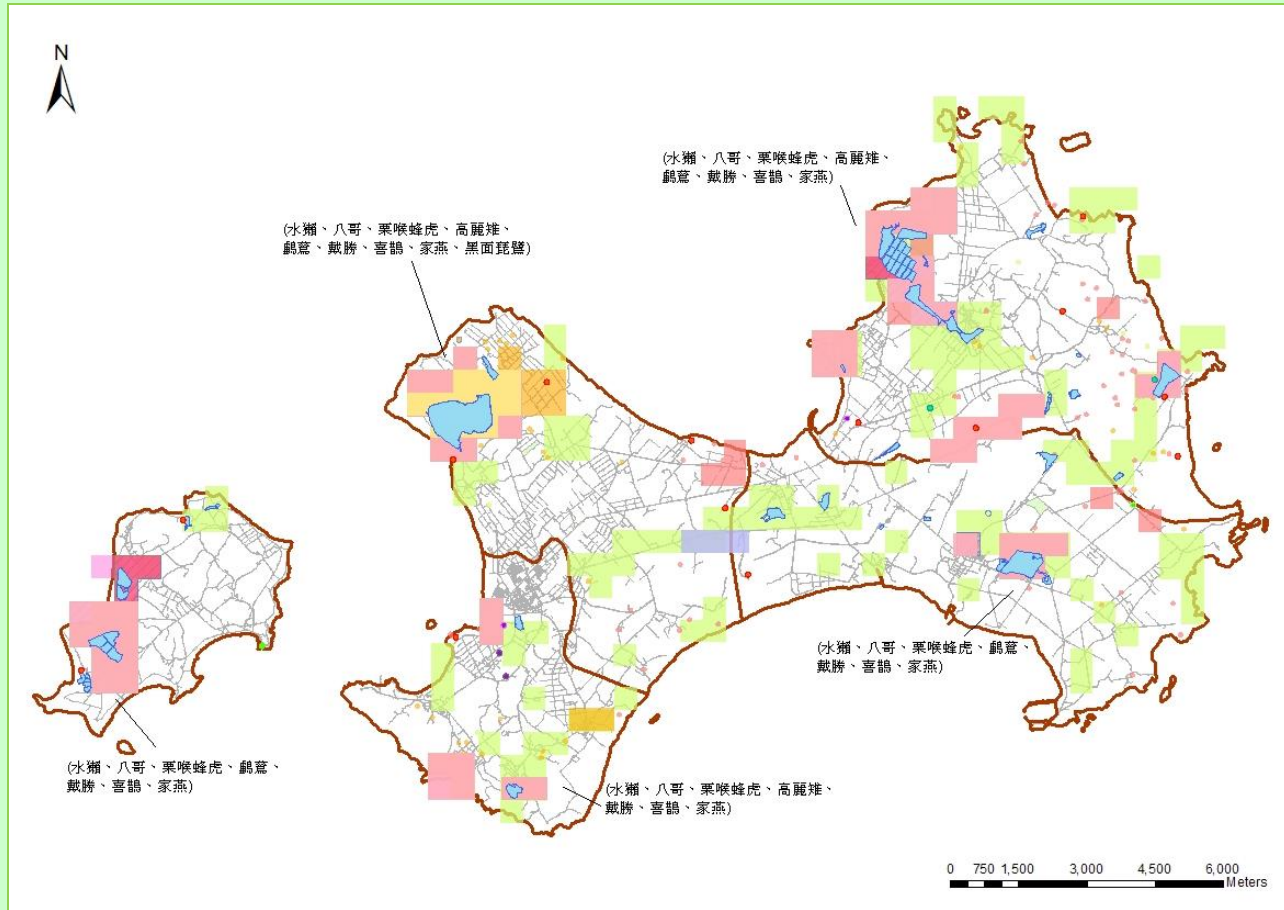 N
(水獺、八哥、栗喉蜂虎、高麗雉、
鸕鶿、戴勝、喜鵲、家燕)
(水獺、八哥、栗喉蜂虎、高麗雉、
鸕鶿、戴勝、喜鵲、家燕、黑面琵鷺)
(水獺、八哥、栗喉蜂虎、鸕鶿、
戴勝、喜鵲、家燕)
(水獺、八哥、栗喉蜂虎、鸕鶿、
戴勝、喜鵲、家燕)
(水獺、八哥、栗喉蜂虎、高麗雉、
戴勝、喜鵲、家燕)
0 750 1,500 3,000 4,500 6,000
Meters